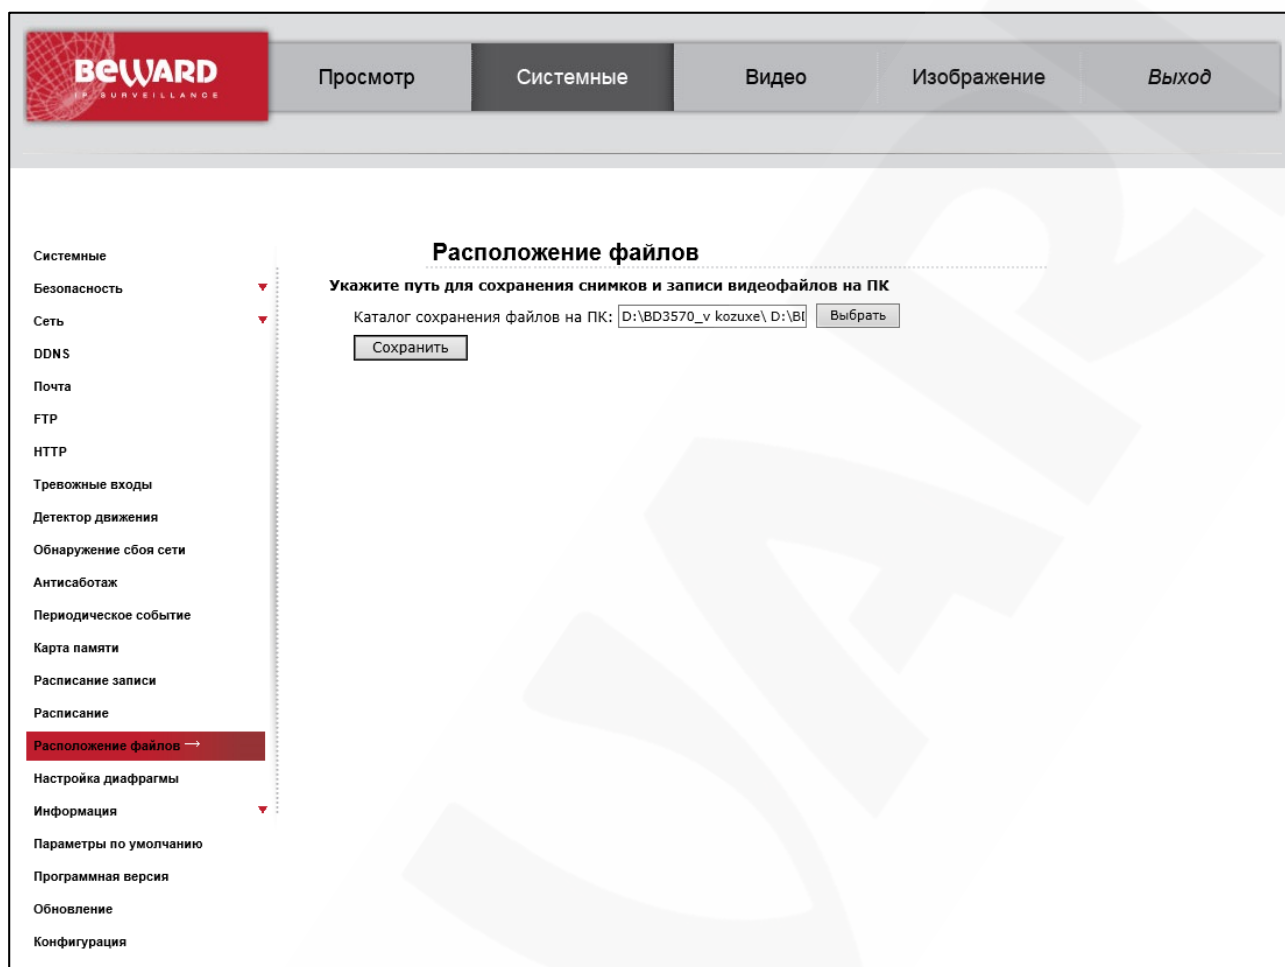 BEWARD
IP SURVEILLANCE
Просмотр
Системные
Видео
Изображение
Выход
Системные
Безопасность
Сеть
DDNS
Почта
FTP
HTTP
Тревожные входы
Детектор движения
Обнаружение сбоя сети
Антисаботаж
Периодическое событие
Карта памяти
Расписание записи
Расписание
Расположение файлов →
Настройка диафрагмы
Информация
Параметры по умолчанию
Программная версия
Обновление
Конфигурация
Расположение файлов
Укажите путь для сохранения снимков и записи видеофайлов на ПК
Каталог сохранения файлов на ПК: D:\BD3570_v kozuxe\ D:\BI Выбрать
Сохранить